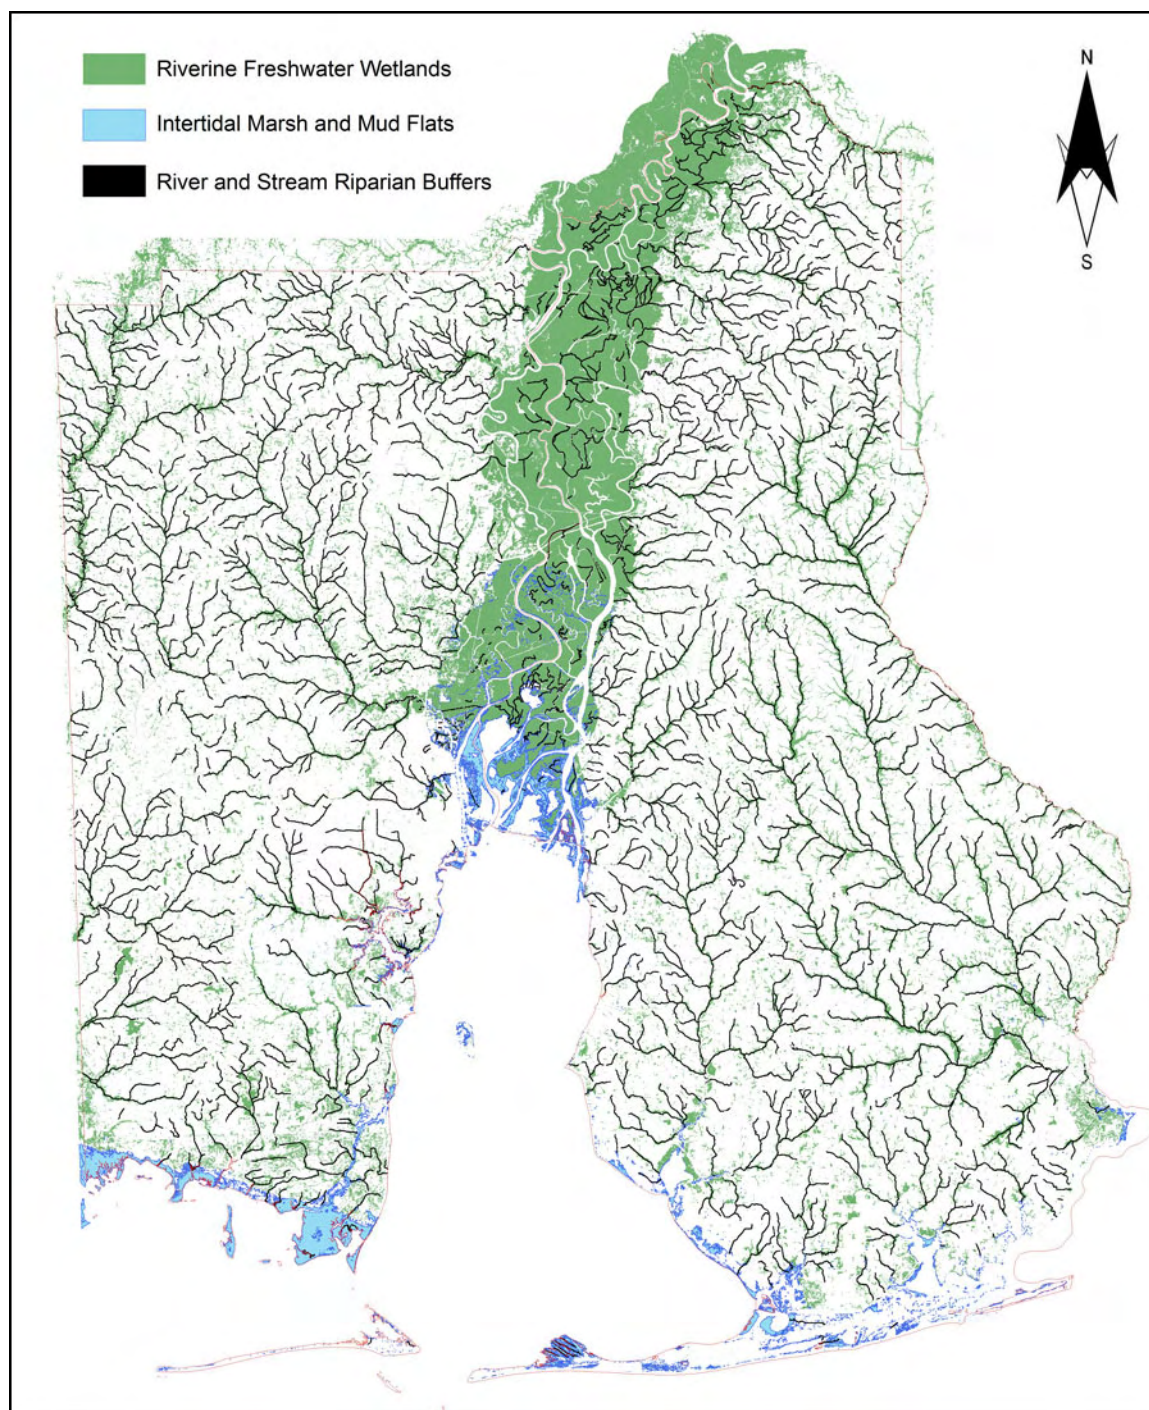 Riverine Freshwater Wetlands
Intertidal Marsh and Mud Flats
River and Stream Riparian Buffers
N
S